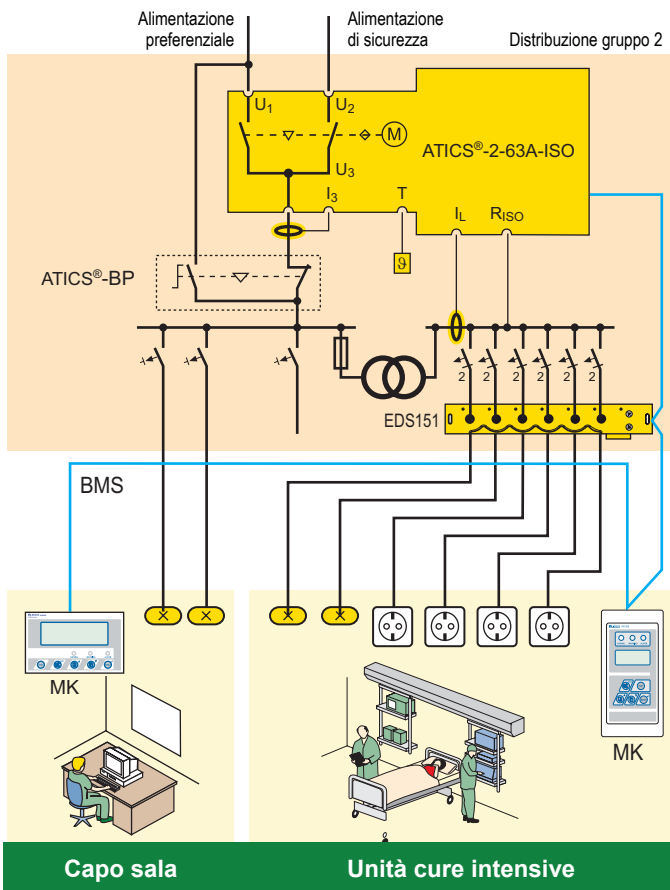 Alimentazione
preferenziale
Alimentazione
di sicurezza
Distribuzione gruppo 2
U1
U2
M
ATICS®-2-63A-ISO
U3
I3
T
IL
RISO
ϑ
ATICS®-BP
2
2
2
2
2
2
EDS151
BMS
MK
MK
Capo sala
Unità cure intensive